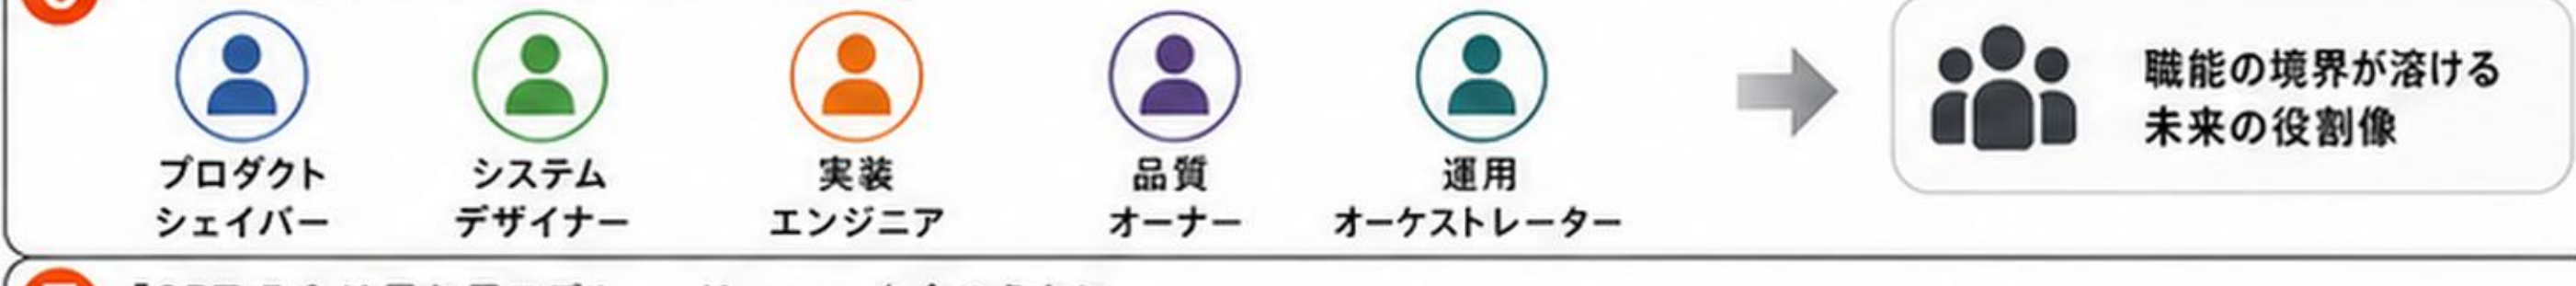 プロダクト
シェイバー
システム
デザイナー
実装
エンジニア
品質
オーナー
運用
オーケストレーター
職能の境界が溶ける
未来の役割像